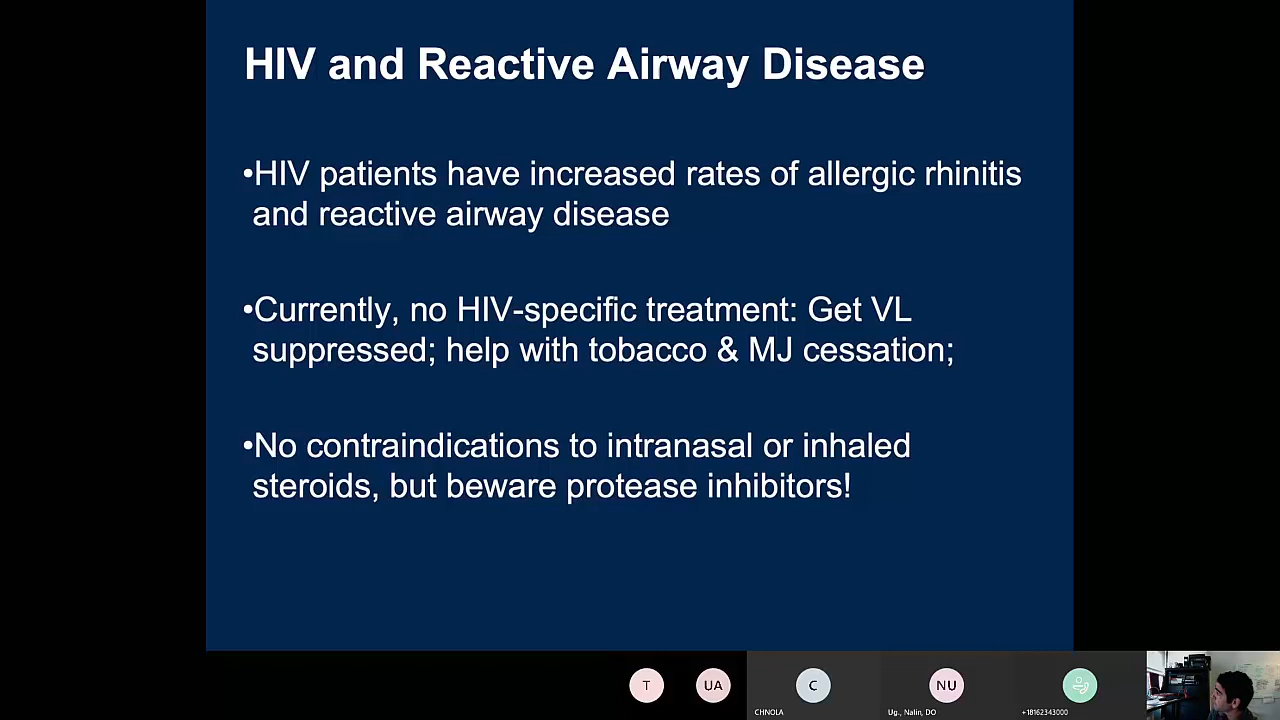 HIV and Reactive Airway Disease
•HIV patients have increased rates of allergic rhinitis
and reactive airway disease
•Currently, no HIV-specific treatment: Get VL
suppressed; help with tobacco & MJ cessation;
•No contraindications to intranasal or inhaled
steroids, but beware protease inhibitors!
T
UA
C
NU
CHNOLA
Ug., Nalin, DO
+18162343000